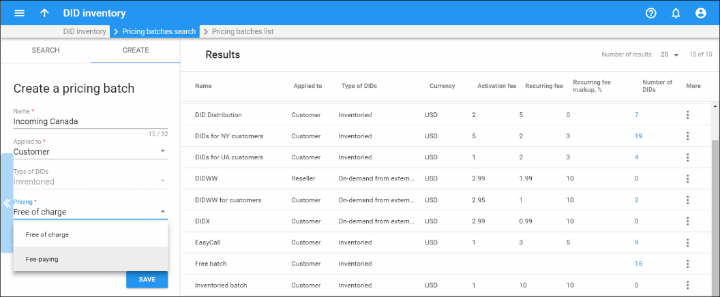 DID inventory
DID inventory > Pricing batches search > Pricing batches list
SEARCH CREATE
Create a pricing batch
Name *
Incoming Canada
15 / 32
Applied to *
Customer
Type of DIDs
Inventoried
Pricing *
Free of charge
Free of charge
Fee-paying
SAVE
Results
Number of results: 25 15 of 15
Name Applied to Type of DIDs Currency Activation fee Recurring fee Recurring fee markup, % Number of DIDs More
DID Distribution Customer Inventoried USD 2 5 0 7
DIDs for NY customers Customer Inventoried USD 5 2 3 19
DIDs for UA customers Customer Inventoried USD 1 2 3 4
DIDWW Reseller On-demand from extern... USD 2.99 1.99 10 0
DIDWW for customers Customer On-demand from extern... USD 2.95 1 10 2
DIDX Customer On-demand from extern... USD 2.99 0.99 10 0
EasyCall Customer Inventoried USD 1 3 5 9
Free batch Customer Inventoried 15
Inventoried batch Customer Inventoried USD 1 10 10 0